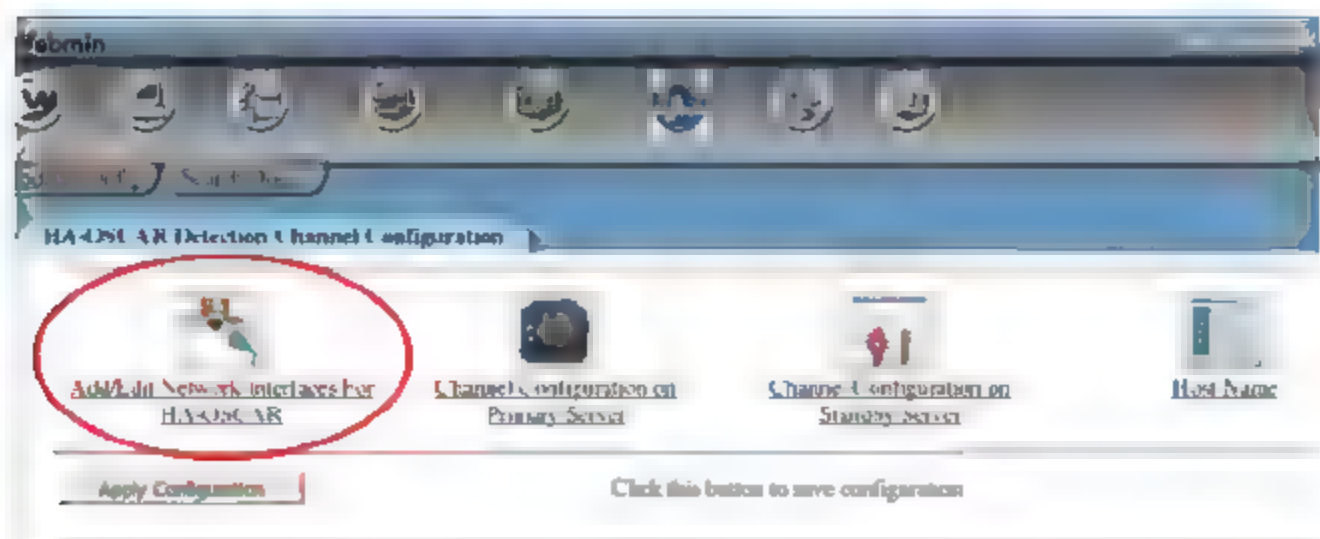 Webmin
HA-OSCAR Detection Channel Configuration
Add/Edit Network Interfaces For
HA-OSCAR
Channel Configuration on
Primary Server
Channel Configuration on
Standby Server
Host Name
Apply Configuration
Click this button to save configuration